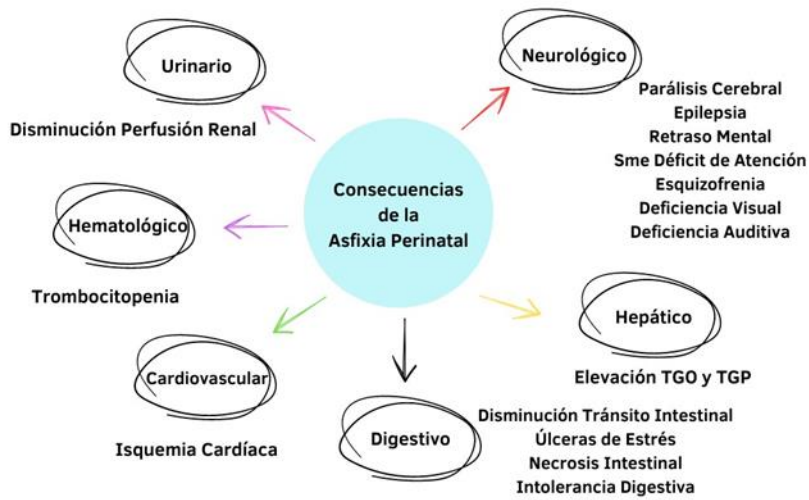 Consecuencias
de la
Asfixia Perinatal
Urinario
Disminución Perfusión Renal
Neurológico
Parálisis Cerebral
Epilepsia
Retraso Mental
Sme Déficit de Atención
Esquizofrenia
Deficiencia Visual
Deficiencia Auditiva
Hematológico
Trombocitopenia
Hepático
Elevación TGO y TGP
Cardiovascular
Isquemia Cardíaca
Digestivo
Disminución Tránsito Intestinal
Úlceras de Estrés
Necrosis Intestinal
Intolerancia Digestiva